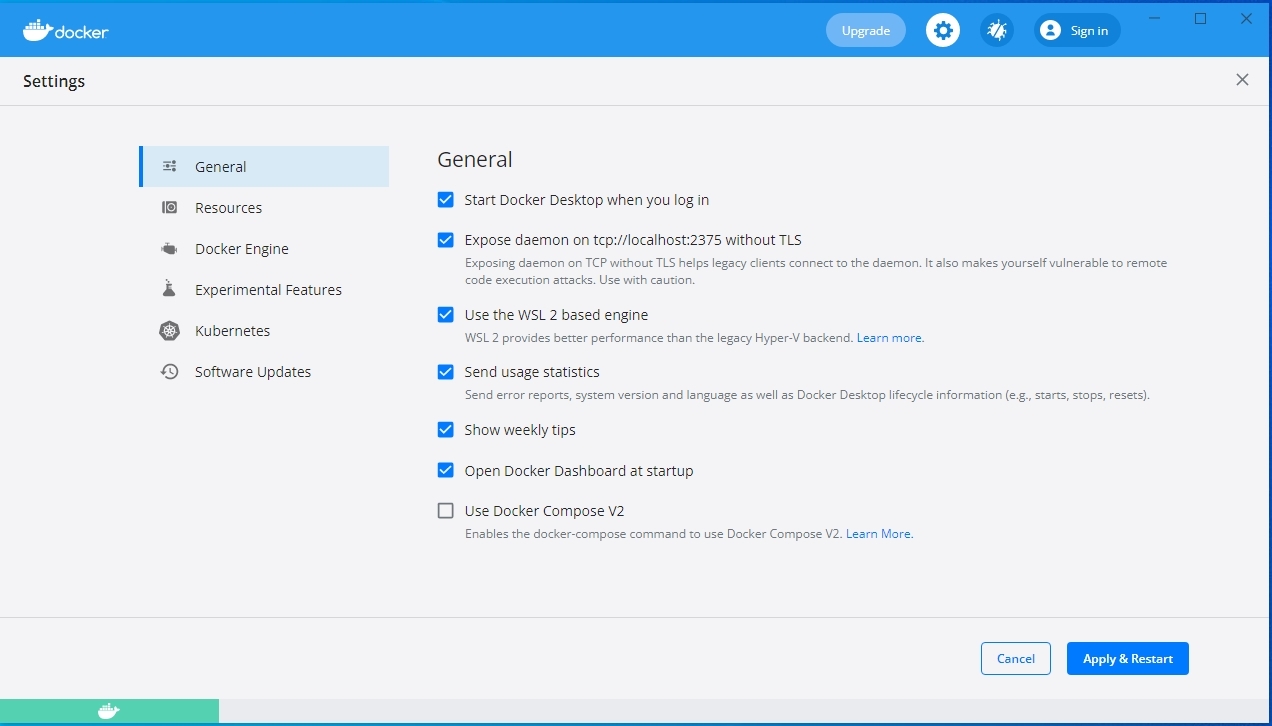 docker
Upgrade
Sign in
Settings
General
Resources
Docker Engine
Experimental Features
Kubernetes
Software Updates
General
Start Docker Desktop when you log in
Expose daemon on tcp://localhost:2375 without TLS
Exposing daemon on TCP without TLS helps legacy clients connect to the daemon. It also makes yourself vulnerable to remote
code execution attacks. Use with caution.
Use the WSL 2 based engine
WSL 2 provides better performance than the legacy Hyper-V backend. Learn more.
Send usage statistics
Send error reports, system version and language as well as Docker Desktop lifecycle information (e.g., starts, stops, resets).
Show weekly tips
Open Docker Dashboard at startup
Use Docker Compose V2
Enables the docker-compose command to use Docker Compose V2. Learn More.
Cancel
Apply & Restart